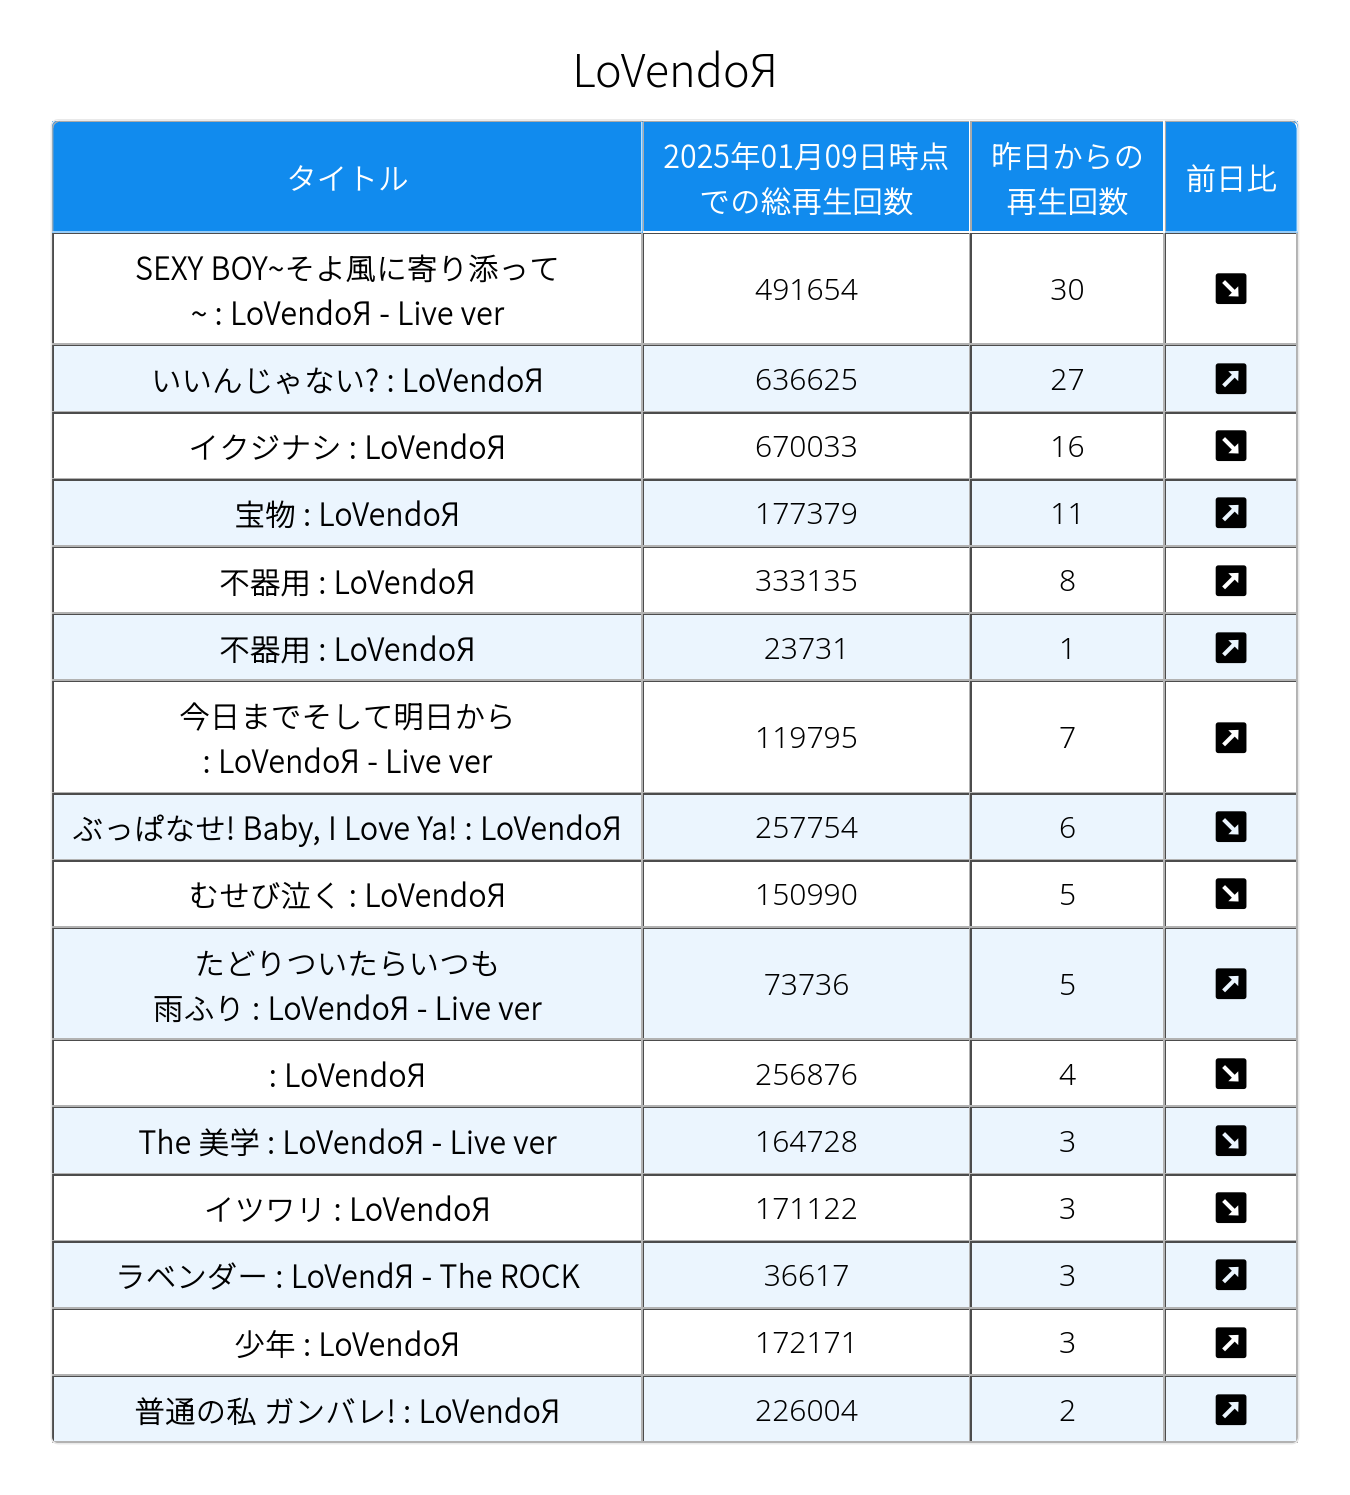 LoVendoЯ
タイトル
2025年01月09日時点
での総再生回数
昨日からの
再生回数
前日比
SEXY BOY~そよ風に寄り添って
~ : LoVendoЯ - Live ver
491654
30
いいんじゃない? : LoVendoЯ
636625
27
イクジナシ : LoVendoЯ
670033
16
宝物 : LoVendoЯ
177379
11
不器用 : LoVendoЯ
333135
8
不器用 : LoVendoЯ
23731
1
今日までそして明日から
: LoVendoЯ - Live ver
119795
7
ぶっぱなせ! Baby, I Love Ya! : LoVendoЯ
257754
6
むせび泣く : LoVendoЯ
150990
5
たどりついたらいつも
雨ふり : LoVendoЯ - Live ver
73736
5
: LoVendoЯ
256876
4
The 美学 : LoVendoЯ - Live ver
164728
3
イツワリ : LoVendoЯ
171122
3
ラベンダー : LoVendЯ - The ROCK
36617
3
少年 : LoVendoЯ
172171
3
普通の私 ガンバレ! : LoVendoЯ
226004
2